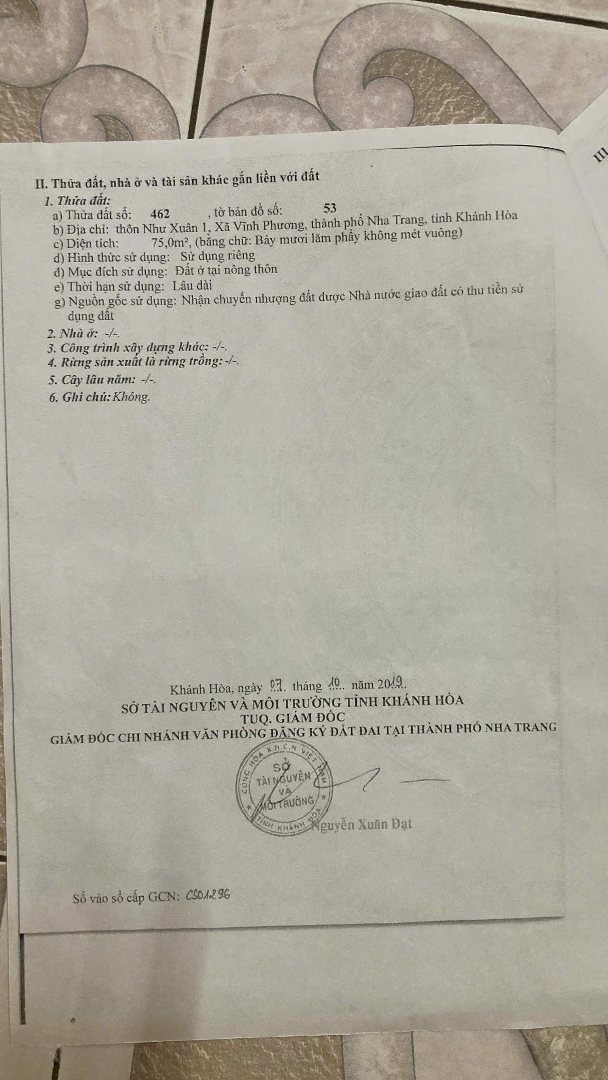 II. Thửa đất, nhà ở và tài sản khác gắn liền với đất
III
1. Thửa đất:
a) Thửa đất số: 462 , tờ bản đồ số: 53
b) Địa chỉ: thôn Như Xuân 1, Xã Vĩnh Phương, thành phố Nha Trang, tỉnh Khánh Hòa
c) Diện tích: 75,0m², (bằng chữ: Bảy mươi lăm phẩy không mét vuông)
d) Hình thức sử dụng: Sử dụng riêng
đ) Mục đích sử dụng: Đất ở tại nông thôn
e) Thời hạn sử dụng: Lâu dài
g) Nguồn gốc sử dụng: Nhận chuyển nhượng đất được Nhà nước giao đất có thu tiền sử
dụng đất
2. Nhà ở: -/-.
3. Công trình xây dựng khác: -/-.
4. Rừng sản xuất là rừng trồng: -/-.
5. Cây lâu năm: -/-.
6. Ghi chú: Không.
Khánh Hòa, ngày 07 tháng 10 năm 2019
SỞ TÀI NGUYÊN VÀ MÔI TRƯỜNG TỈNH KHÁNH HÒA
TUQ. GIÁM ĐỐC
GIÁM ĐỐC CHI NHÁNH VĂN PHÒNG ĐĂNG KÝ ĐẤT ĐAI TẠI THÀNH PHỐ NHA TRANG
CỘNG HÒA X.H.C.N VIỆT NAM
SỞ
TÀI NGUYÊN
VÀ
MÔI TRƯỜNG
TỈNH KHÁNH HÒA
Nguyễn Xuân Đạt
Số vào sổ cấp GCN: CS01296